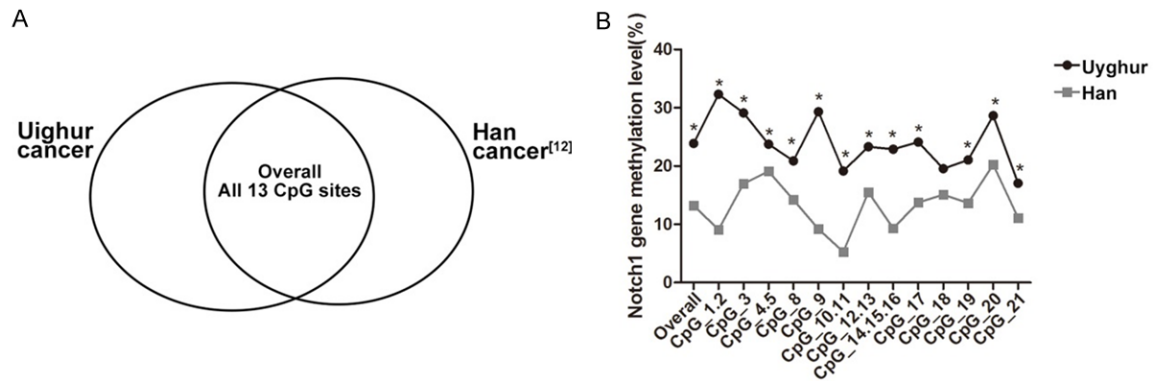 A
Uighur
cancer
Overall
All 13 CpG sites
Han
cancer[12]
B
Notch1 gene methylation level(%)
40
30
20
10
0
*
*
*
*
*
*
*
*
*
*
*
*
*
Uyghur
Han
Overall
CpG_1.2
CpG_3
CpG_4.5
CpG_8
CpG_9
CpG_10.11
CpG_12.13
CpG_14.15.16
CpG_17
CpG_18
CpG_19
CpG_20
CpG_21